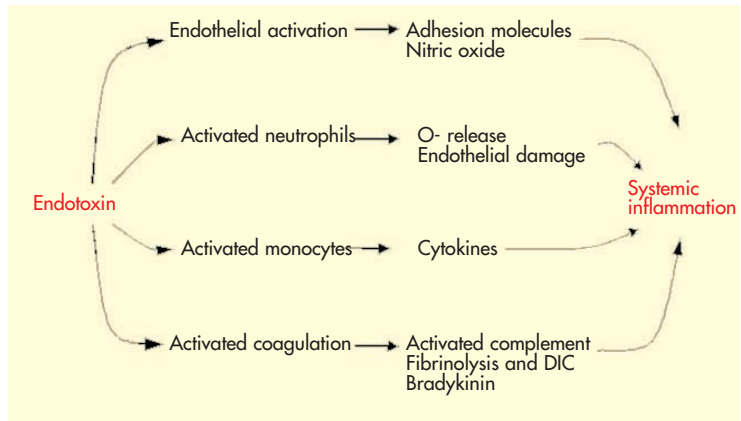 Endothelial activation
Adhesion molecules
Nitric oxide
Activated neutrophils
O- release
Endothelial damage
Endotoxin
Systemic
inflammation
Activated monocytes
Cytokines
Activated coagulation
Activated complement
Fibrinolysis and DIC
Bradykinin